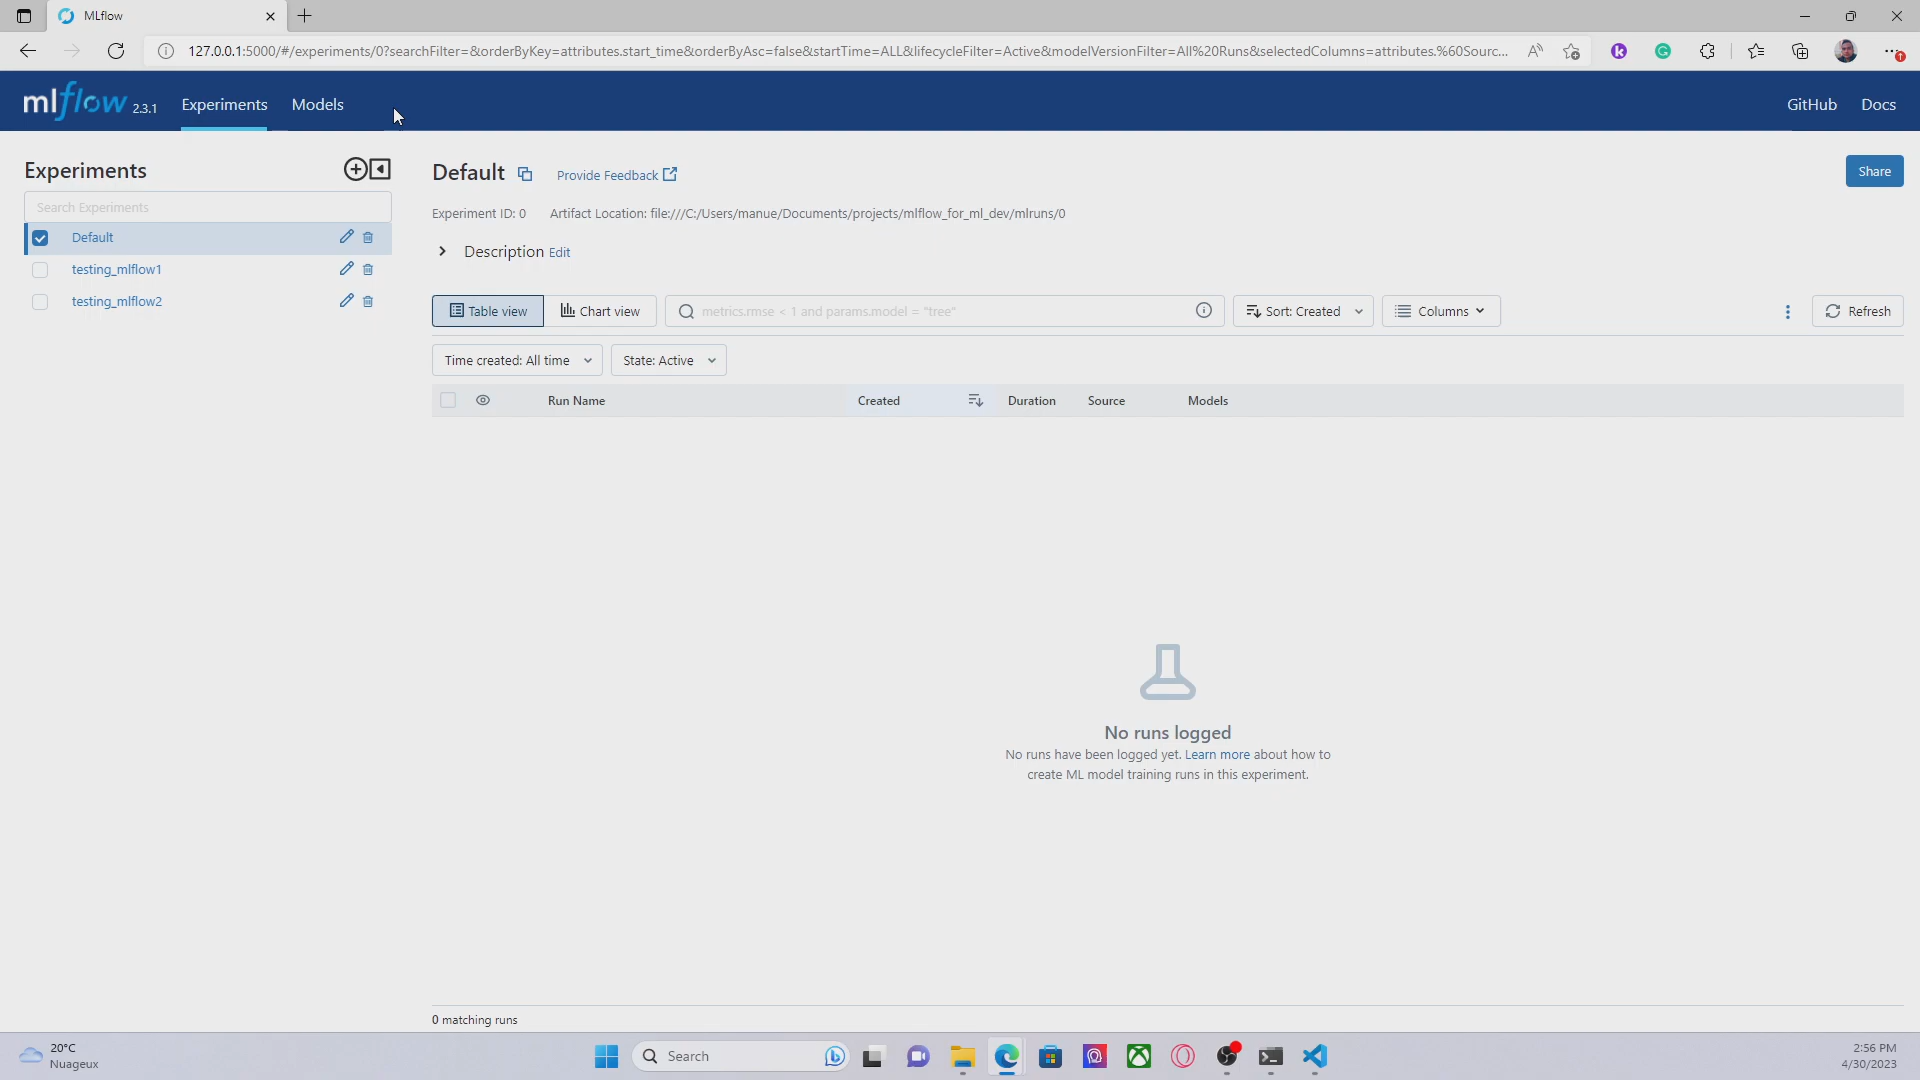 MLflow
127.0.0.1:5000/#/experiments/0?searchFilter=&orderByKey=attributes.start_time&orderByAsc=false&startTime=ALL&lifecycleFilter=Active&modelVersionFilter=All%20Runs&selectedColumns=attributes.%60Sourc...
mlflow 2.3.1 Experiments Models GitHub Docs
Experiments
Search Experiments
Default
testing_mlflow1
testing_mlflow2
Default Provide Feedback Share
Experiment ID: 0 Artifact Location: file:///C:/Users/manue/Documents/projects/mlflow_for_ml_dev/mlruns/0
Description Edit
Table view Chart view metrics.rmse < 1 and params.model = "tree" Sort: Created Columns Refresh
Time created: All time State: Active
Run Name Created Duration Source Models
No runs logged
No runs have been logged yet. Learn more about how to
create ML model training runs in this experiment.
0 matching runs
20°C
Nuageux
Search
2:56 PM
4/30/2023